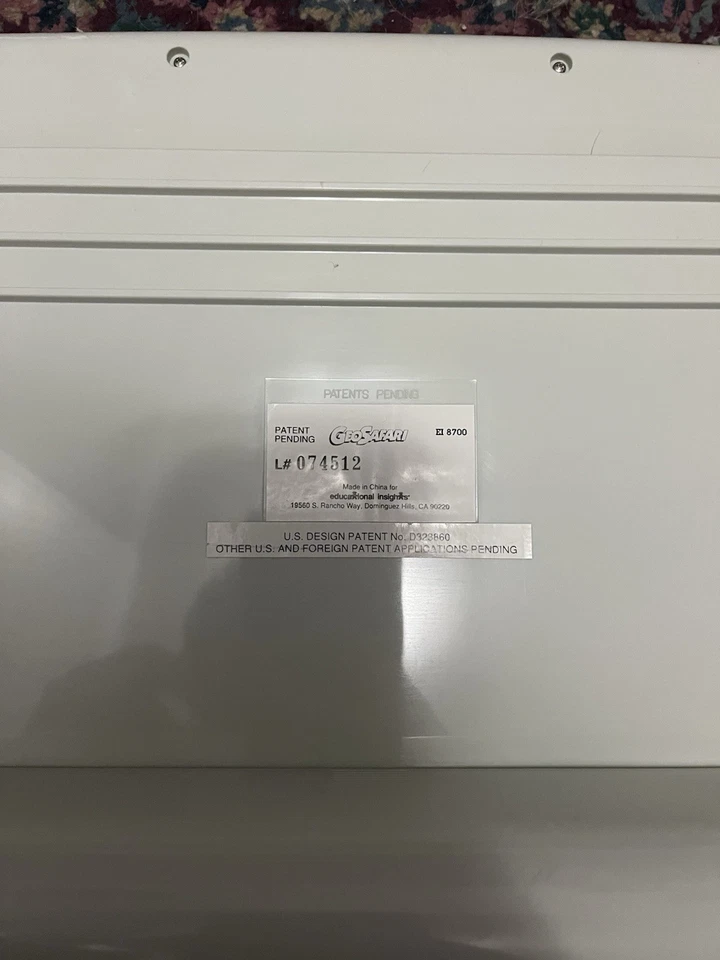 PATENTS PENDING
PATENT PENDING GEOSAFARI EI 8700
L# 074512
Made in China for
educational insights
19560 S. Rancho Way, Dominguez Hills, CA 90220
U.S. DESIGN PATENT No. D323860
OTHER U.S. AND FOREIGN PATENT APPLICATIONS PENDING